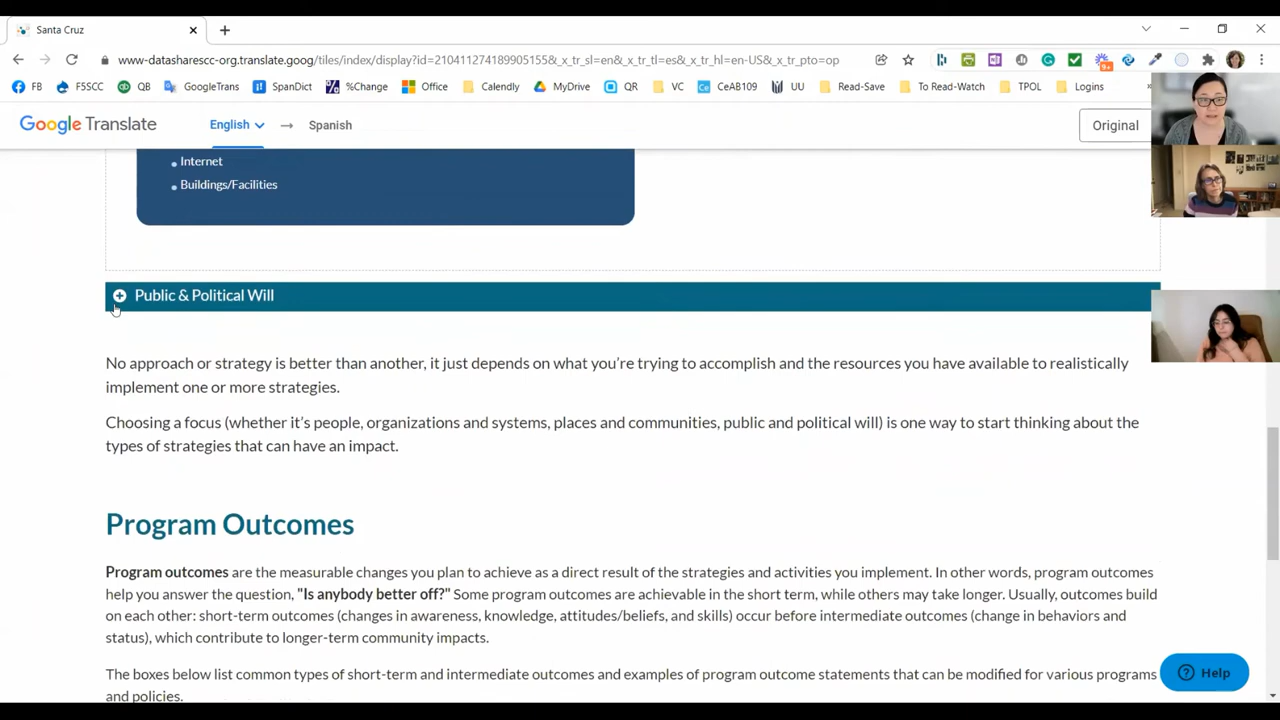 Santa Cruz
www-datasharescc-org.translate.goog/tiles/index/display?id=210411274189905155&_x_tr_sl=en&_x_tr_tl=es&_x_tr_hl=en-US&_x_tr_pto=op
FB
F5SCC
QB
GoogleTrans
SpanDict
%Change
Office
Calendly
MyDrive
QR
VC
CeAB109
UU
Read-Save
To Read-Watch
TPOL
Logins
»
9+
Google Translate
English
→
Spanish
Original
Internet
Buildings/Facilities
Public & Political Will
No approach or strategy is better than another, it just depends on what you’re trying to accomplish and the resources you have available to realistically
implement one or more strategies.
Choosing a focus (whether it’s people, organizations and systems, places and communities, public and political will) is one way to start thinking about the
types of strategies that can have an impact.
Program Outcomes
Program outcomes are the measurable changes you plan to achieve as a direct result of the strategies and activities you implement. In other words, program outcomes
help you answer the question, "Is anybody better off?" Some program outcomes are achievable in the short term, while others may take longer. Usually, outcomes build
on each other: short-term outcomes (changes in awareness, knowledge, attitudes/beliefs, and skills) occur before intermediate outcomes (change in behaviors and
status), which contribute to longer-term community impacts.
The boxes below list common types of short-term and intermediate outcomes and examples of program outcome statements that can be modified for various programs
and policies.
Help